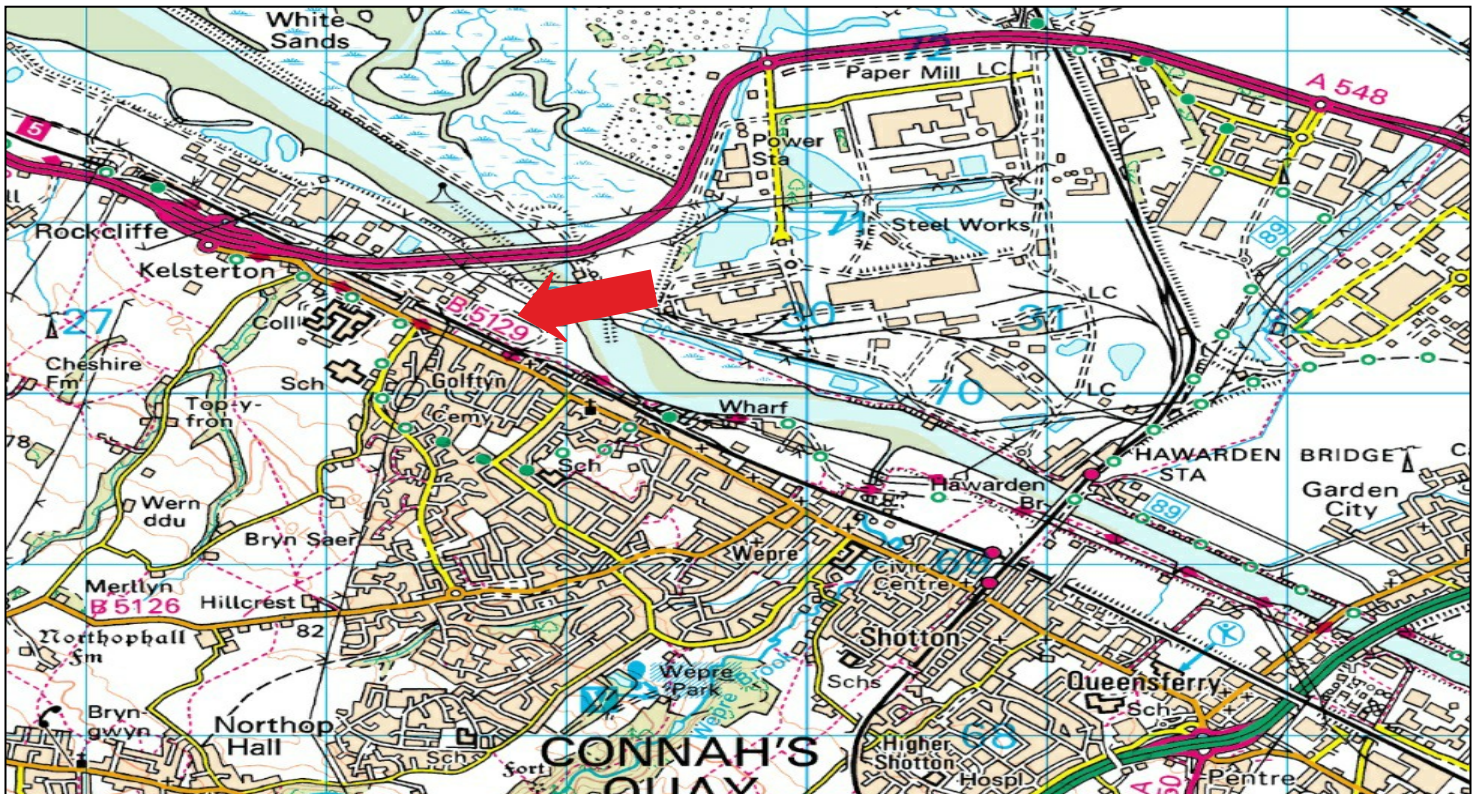 White
Sands
72
Paper Mill
LC
A 548
5
Power
Sta
ll
Rockcliffe
71
Steel Works
89
Kelsterton
B 5129
30
LC
31
27
Coll
Cheshire
Fm
Sch
Golftyn
70
LC
Top-y-
fron
Cemy
Wharf
78
Sch
HAWARDEN BRIDGE
STA
Hawarden
Br
Garden
City
Wern
ddu
89
Bryn Saer
Wepre
Civic
Centre
69
Merllyn
B 5126
Hillcrest
82
Northophall
Fm
Shotton
Wepre
Park
Wepre Brook
Schs
Queensferry
Sch
Bryn-
gwyn
Northop
Hall
Sch
Fort
CONNAH'S
QUAY
Higher
Shotton
68
Hospl
Pentre